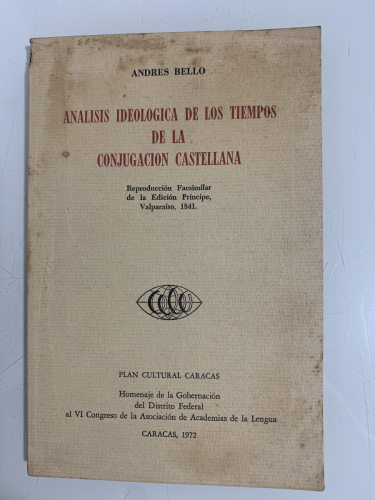 ANDRES BELLO
ANALISIS IDEOLOGICA DE LOS TIEMPOS
DE LA
CONJUGACION CASTELLANA
Reproducción Facsimilar
de la Edición Príncipe,
Valparaíso, 1841.
PLAN CULTURAL CARACAS
Homenaje de la Gobernación
del Distrito Federal
al VI Congreso de la Asociación de Academias de la Lengua
CARACAS, 1972